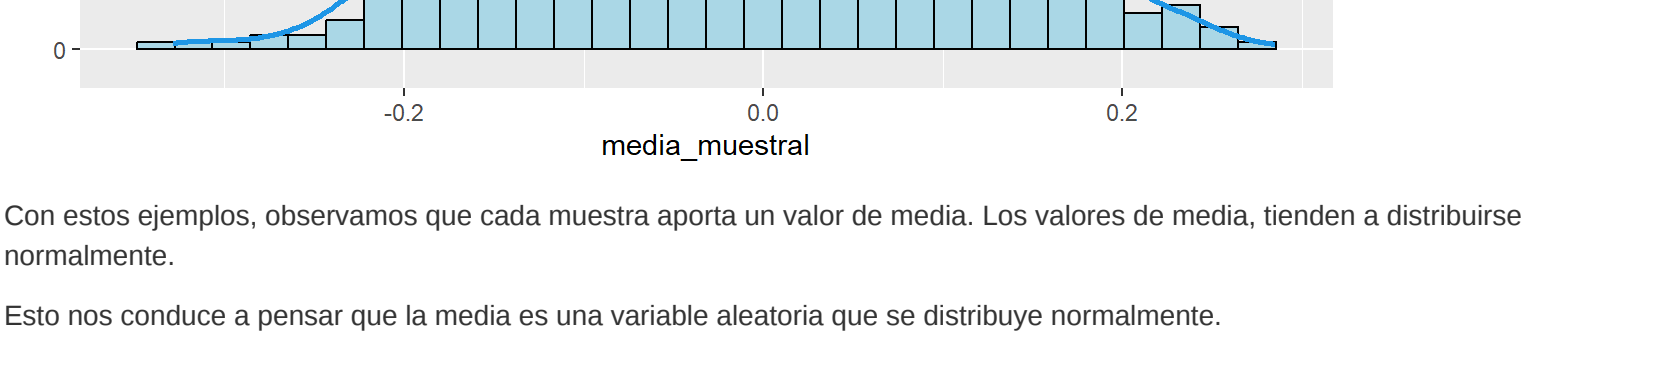 0
-0.2 0.0 0.2
media_muestral
Con estos ejemplos, observamos que cada muestra aporta un valor de media. Los valores de media, tienden a distribuirse
normalmente.
Esto nos conduce a pensar que la media es una variable aleatoria que se distribuye normalmente.